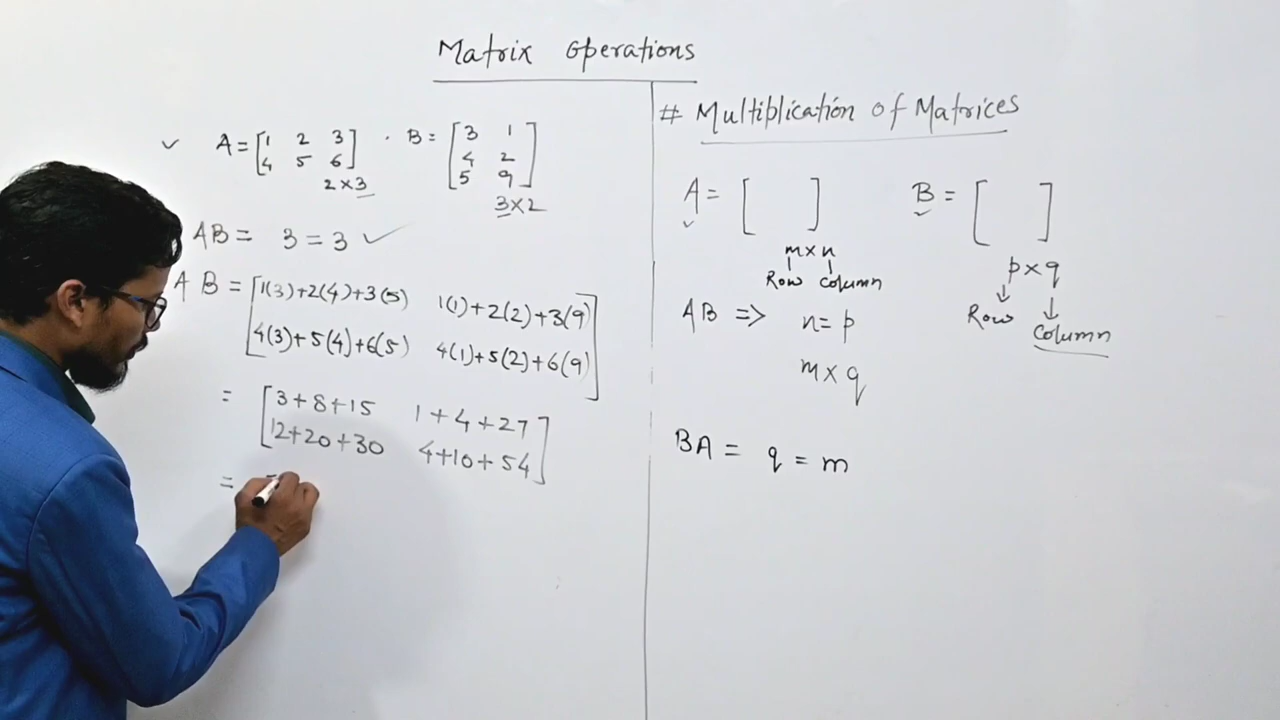 Matrix Operations
✓ A = [1 2 3
4 5 6]
2×3
. B = [3 1
4 2
5 9]
3×2
AB = 3 = 3 ✓
AB = [1(3)+2(4)+3(5) 1(1)+2(2)+3(9)
4(3)+5(4)+6(5) 4(1)+5(2)+6(9)]
= [3+8+15 1+4+27
12+20+30 4+10+54]
=
# Multiplication of Matrices
A = [ ]
✓
m×n
Row column
B = [ ]
✓
p×q
Row column
AB ⇒ n = p
m×q
BA = q = m